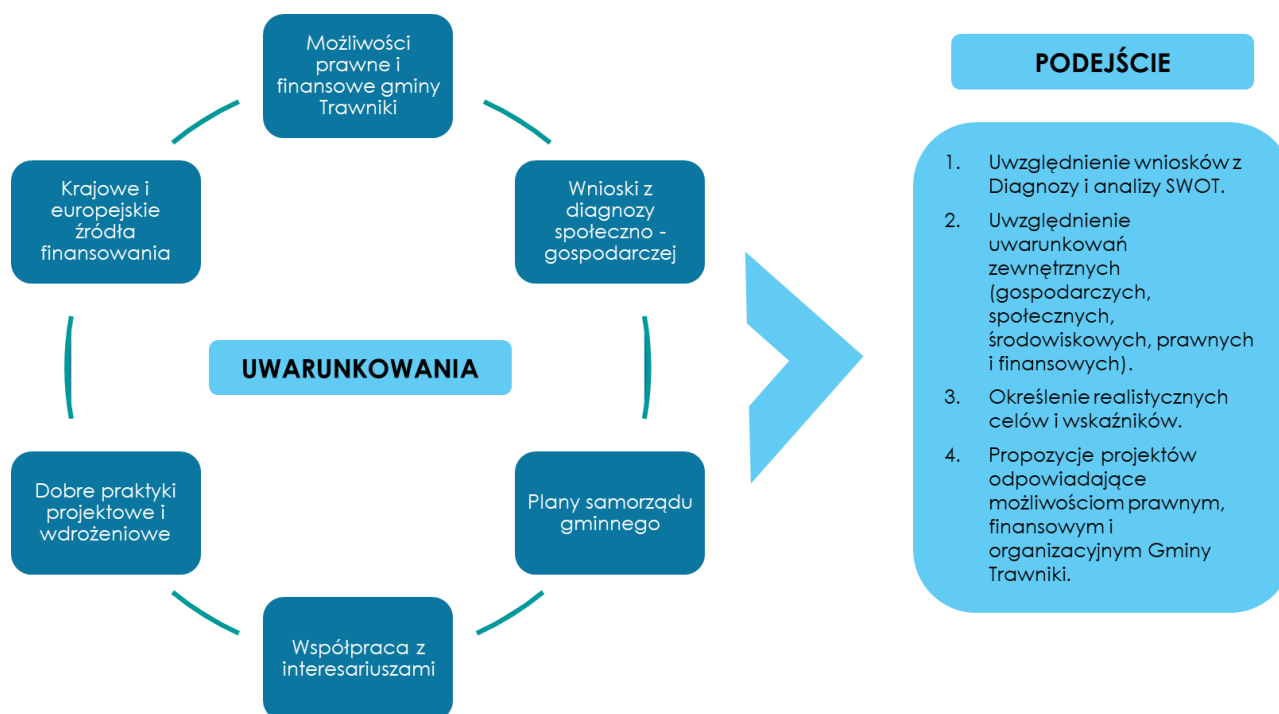 Możliwości
prawne i
finansowe gminy
Trawniki
Wnioski z
diagnozy
społeczno -
gospodarczej
Plany samorządu
gminnego
Współpraca z
interesariuszami
Dobre praktyki
projektowe i
wdrożeniowe
Krajowe i
europejskie
źródła
finansowania
UWARUNKOWANIA
PODEJŚCIE
1. Uwzględnienie wniosków z
Diagnozy i analizy SWOT.
2. Uwzględnienie
uwarunkowań
zewnętrznych
(gospodarczych,
społecznych,
środowiskowych, prawnych
i finansowych).
3. Określenie realistycznych
celów i wskaźników.
4. Propozycje projektów
odpowiadające
możliwościom prawnym,
finansowym i
organizacyjnym Gminy
Trawniki.